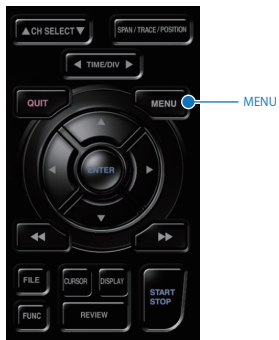 ▲CH SELECT▼
SPAN / TRACE / POSITION
◀ TIME/DIV ▶
QUIT
MENU
MENU
ENTER
◀◀
▶▶
FILE
CURSOR
DISPLAY
START
STOP
FUNC
REVIEW